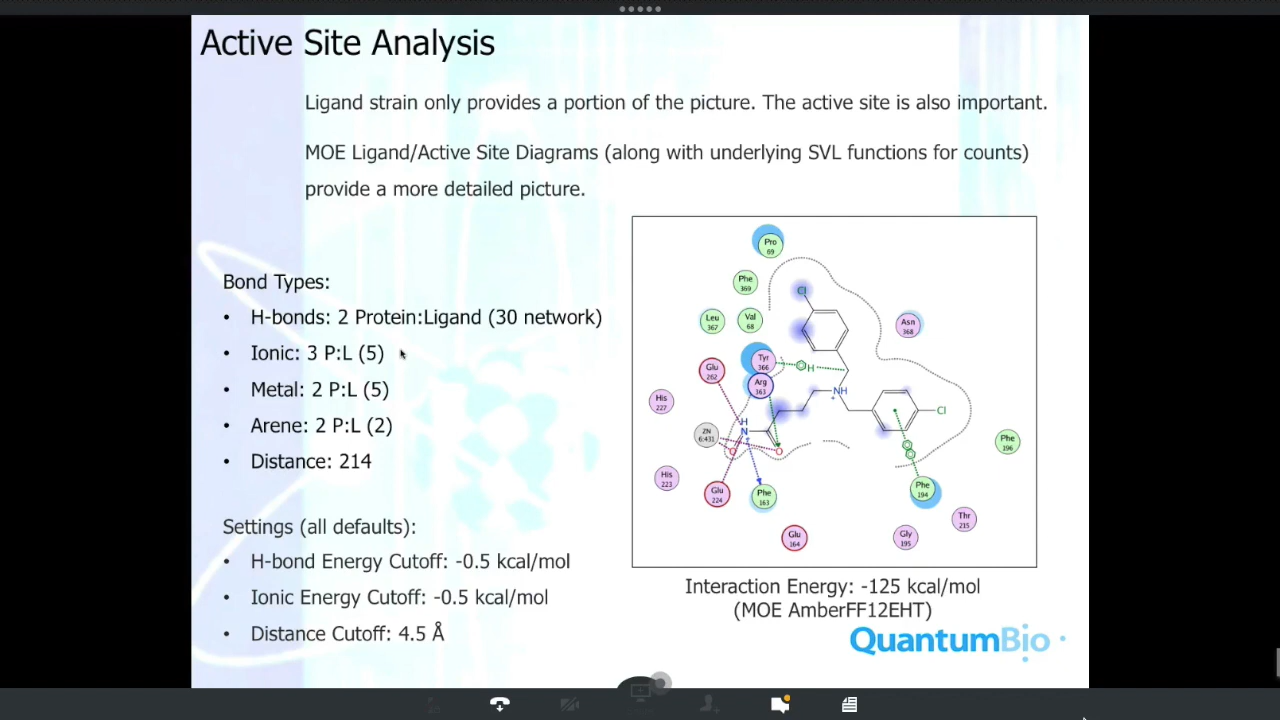 Active Site Analysis
Ligand strain only provides a portion of the picture. The active site is also important.
MOE Ligand/Active Site Diagrams (along with underlying SVL functions for counts)
provide a more detailed picture.
Bond Types:
• H-bonds: 2 Protein:Ligand (30 network)
• Ionic: 3 P:L (5)
• Metal: 2 P:L (5)
• Arene: 2 P:L (2)
• Distance: 214
Settings (all defaults):
• H-bond Energy Cutoff: -0.5 kcal/mol
• Ionic Energy Cutoff: -0.5 kcal/mol
• Distance Cutoff: 4.5 Å
Pro
69
Phe
369
Cl
Leu
367
Val
68
Asn
368
Tyr
366
H
Glu
262
Arg
363
NH
+
His
227
Cl
H
N
ZN
6:431
O
O
Phe
196
His
223
Glu
224
Phe
163
Phe
194
Thr
215
Glu
164
Gly
195
Interaction Energy: -125 kcal/mol
(MOE AmberFF12EHT)
QuantumBio